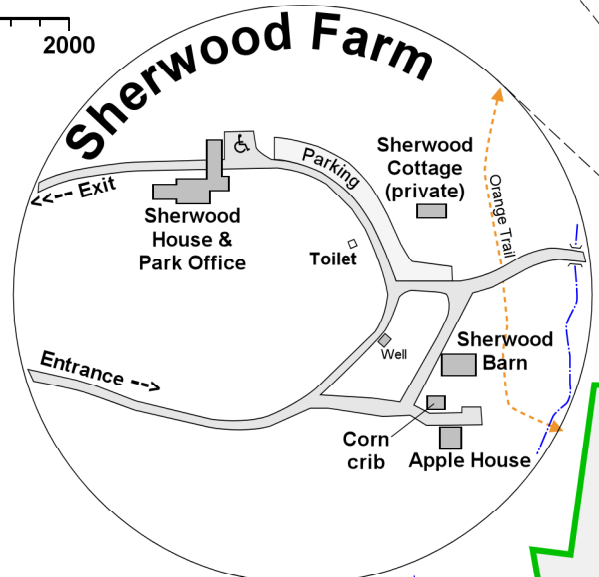 2000
Sherwood Farm
Parking
Sherwood
Cottage
(private)
<--- Exit
Sherwood
House &
Park Office
Orange Trail
Toilet
Sherwood
Barn
Well
Entrance -->
Corn
crib
Apple House